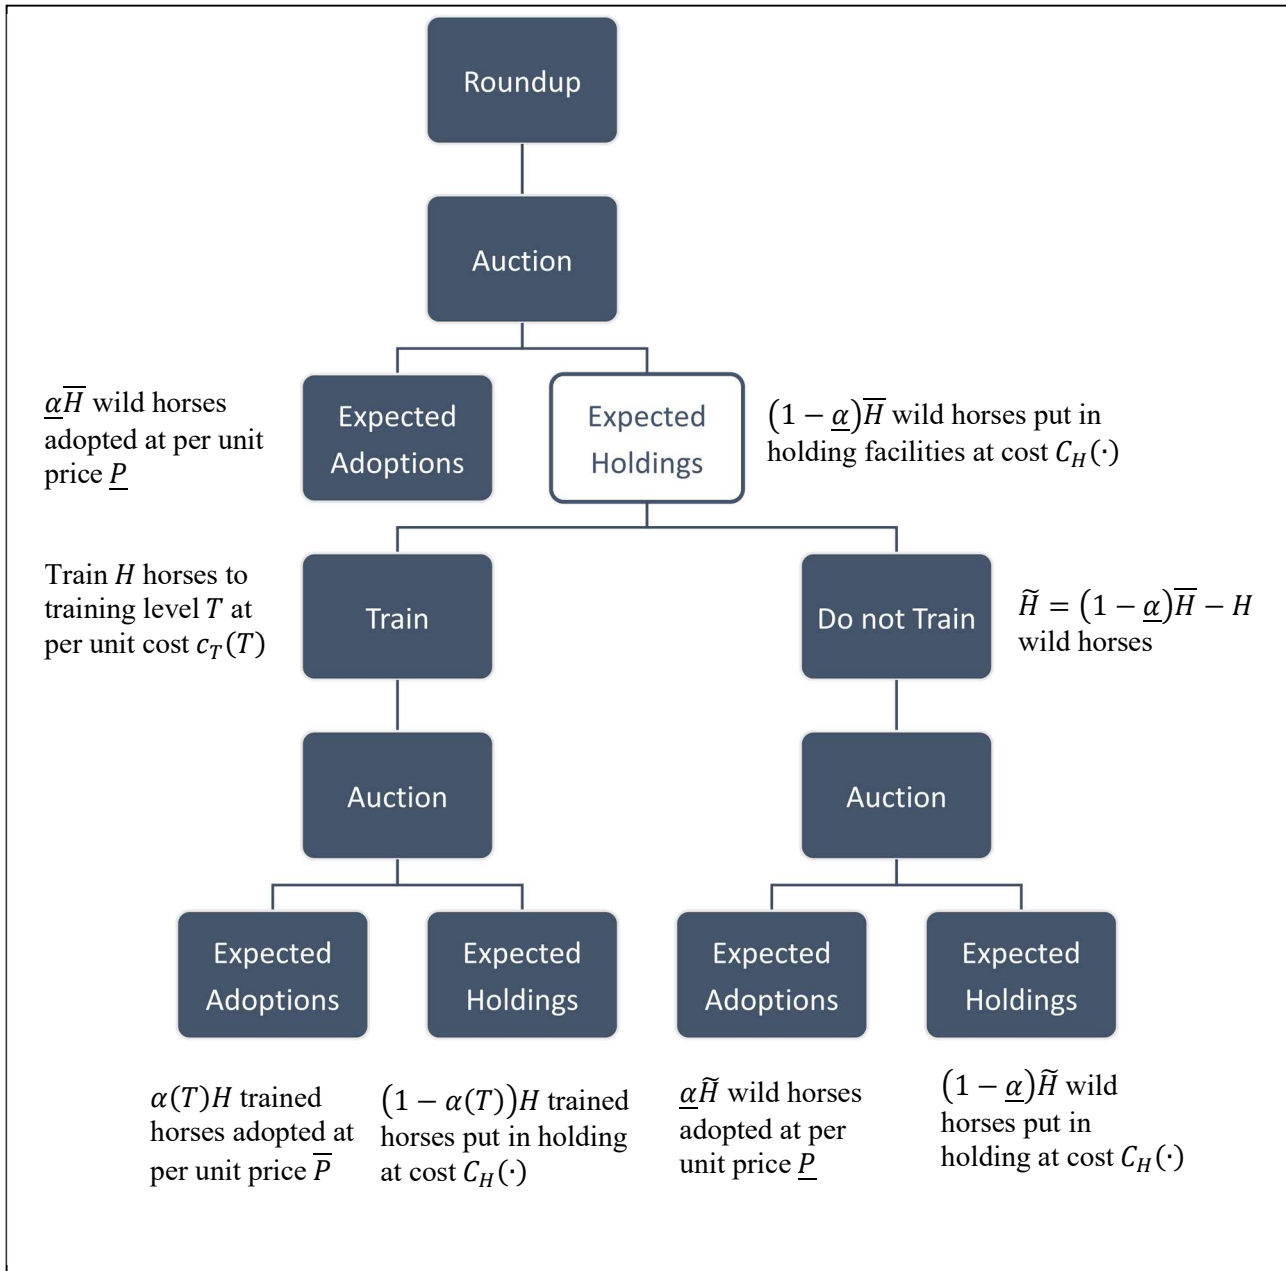 Roundup
Auction
Expected
Adoptions
Expected
Holdings
α̲H̅ wild horses
adopted at per unit
price P̲
(1 − α̲)H̅ wild horses put in
holding facilities at cost C_H(·)
Train H horses to
training level T at
per unit cost c_T(T)
Train
Do not Train
H̃ = (1 − α̲)H̅ − H
wild horses
Auction
Auction
Expected
Adoptions
Expected
Holdings
Expected
Adoptions
Expected
Holdings
α(T)H trained
horses adopted at
per unit price P̅
(1 − α(T))H trained
horses put in holding
at cost C_H(·)
α̲H̃ wild horses
adopted at per
unit price P̲
(1 − α̲)H̃ wild
horses put in
holding at cost C_H(·)